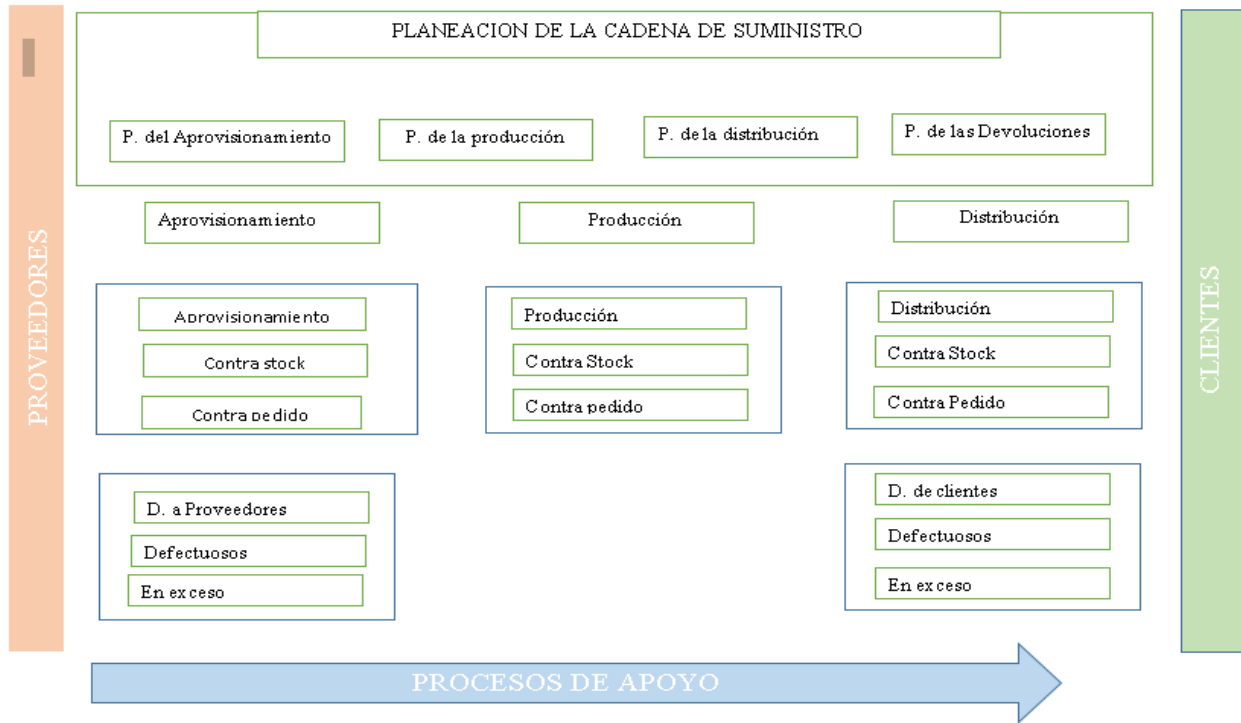 PLANEACION DE LA CADENA DE SUMINISTRO
P. del Aprovisionamiento
P. de la producción
P. de la distribución
P. de las Devoluciones
Aprovisionamiento
Producción
Distribución
Aprovisionamiento
Contra stock
Contra pedido
Producción
Contra Stock
Contra pedido
Distribución
Contra Stock
Contra Pedido
D. a Proveedores
Defectuosos
En exceso
D. de clientes
Defectuosos
En exceso
PROVEEDORES
CLIENTES
PROCESOS DE APOYO